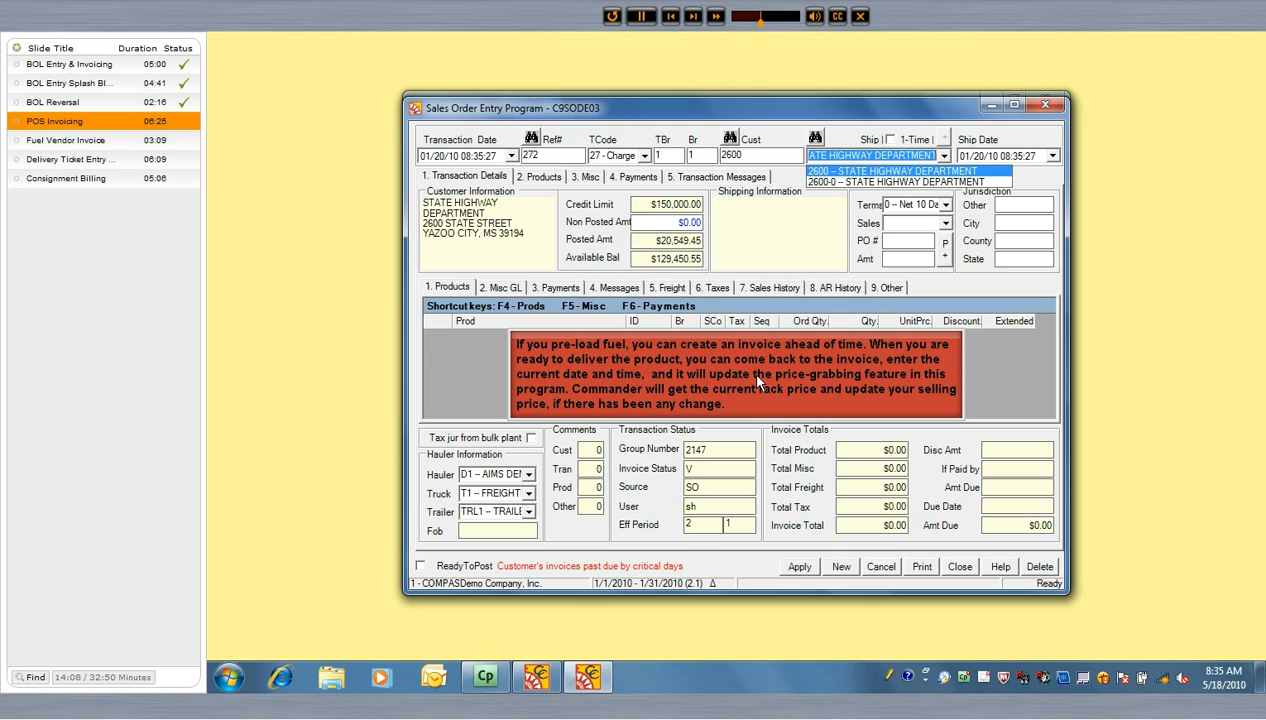 CC
Slide Title Duration Status
BOL Entry & Invoicing 05:00
BOL Entry Splash Bl... 04:41
BOL Reversal 02:16
POS Invoicing 06:25
Fuel Vendor Invoice 03:09
Delivery Ticket Entry ... 06:09
Consignment Billing 05:06
Sales Order Entry Program - C9SODE03
Transaction Date Ref# TCode TBr Br Cust Ship | 1-Time | + Ship Date
01/20/10 08:35:27 272 27 - Charge 1 1 2600 ATE HIGHWAY DEPARTMENT 01/20/10 08:35:27
2600 -- STATE HIGHWAY DEPARTMENT
2600-0 -- STATE HIGHWAY DEPARTMENT
1. Transaction Details 2. Products 3. Misc 4. Payments 5. Transaction Messages
Customer Information Shipping Information Jurisdiction
STATE HIGHWAY
DEPARTMENT
2600 STATE STREET
YAZOO CITY, MS 39194
Credit Limit $150,000.00
Non Posted Amt $0.00
Posted Amt $20,549.45
Available Bal $129,450.55
Terms 0 -- Net 10 Da
Sales
PO # P
Amt +
Other
City
County
State
1. Products 2. Misc GL 3. Payments 4. Messages 5. Freight 6. Taxes 7. Sales History 8. AR History 9. Other
Shortcut keys: F4 - Prods F5 - Misc F6 - Payments
Prod ID Br SCo Tax Seq Ord Qty. Qty. UnitPrc. Discount. Extended
If you pre-load fuel, you can create an invoice ahead of time. When you are
ready to deliver the product, you can come back to the invoice, enter the
current date and time, and it will update the price-grabbing feature in this
program. Commander will get the current rack price and update your selling
price, if there has been any change.
Tax jur from bulk plant
Hauler Information
Hauler D1 -- AIMS DEM
Truck T1 -- FREIGHT
Trailer TRL1 -- TRAILE
Fob
Comments
Cust 0
Tran 0
Prod 0
Other 0
Transaction Status
Group Number 2147
Invoice Status V
Source SO
User sh
Eff Period 2 1
Invoice Totals
Total Product $0.00 Disc Amt
Total Misc $0.00 If Paid by
Total Freight $0.00 Amt Due
Total Tax $0.00 Due Date
Invoice Total $0.00 Amt Due $0.00
ReadyToPost Customer's invoices past due by critical days Apply New Cancel Print Close Help Delete
1 - COMPASDemo Company, Inc. 1/1/2010 - 1/31/2010 (2.1) Δ Ready
Find 14:08 / 32:50 Minutes
Cp
8:35 AM
5/18/2010